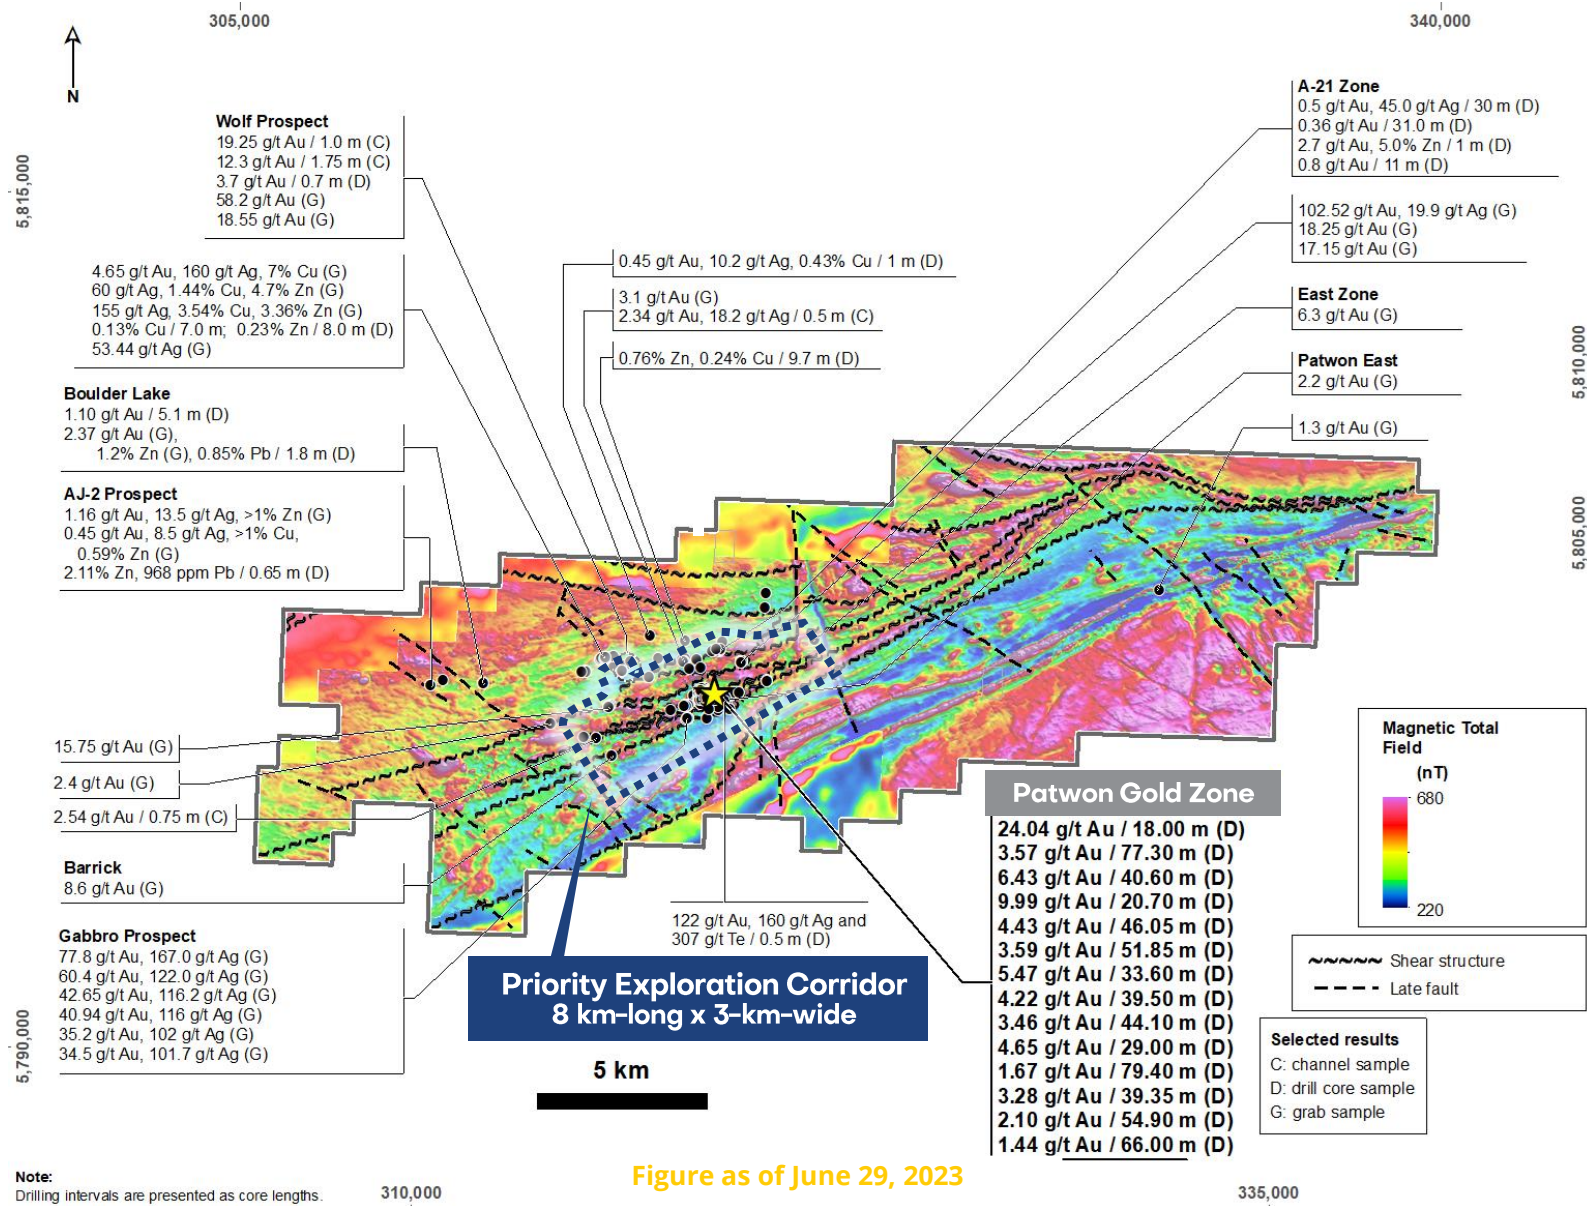 305,000
340,000
N
5,815,000
5,810,000
5,805,000
5,790,000
Wolf Prospect
19.25 g/t Au / 1.0 m (C)
12.3 g/t Au / 1.75 m (C)
3.7 g/t Au / 0.7 m (D)
58.2 g/t Au (G)
18.55 g/t Au (G)
4.65 g/t Au, 160 g/t Ag, 7% Cu (G)
60 g/t Ag, 1.44% Cu, 4.7% Zn (G)
155 g/t Ag, 3.54% Cu, 3.36% Zn (G)
0.13% Cu / 7.0 m; 0.23% Zn / 8.0 m (D)
53.44 g/t Ag (G)
Boulder Lake
1.10 g/t Au / 5.1 m (D)
2.37 g/t Au (G),
1.2% Zn (G), 0.85% Pb / 1.8 m (D)
AJ-2 Prospect
1.16 g/t Au, 13.5 g/t Ag, >1% Zn (G)
0.45 g/t Au, 8.5 g/t Ag, >1% Cu,
0.59% Zn (G)
2.11% Zn, 968 ppm Pb / 0.65 m (D)
0.45 g/t Au, 10.2 g/t Ag, 0.43% Cu / 1 m (D)
3.1 g/t Au (G)
2.34 g/t Au, 18.2 g/t Ag / 0.5 m (C)
0.76% Zn, 0.24% Cu / 9.7 m (D)
A-21 Zone
0.5 g/t Au, 45.0 g/t Ag / 30 m (D)
0.36 g/t Au / 31.0 m (D)
2.7 g/t Au, 5.0% Zn / 1 m (D)
0.8 g/t Au / 11 m (D)
102.52 g/t Au, 19.9 g/t Ag (G)
18.25 g/t Au (G)
17.15 g/t Au (G)
East Zone
6.3 g/t Au (G)
Patwon East
2.2 g/t Au (G)
1.3 g/t Au (G)
15.75 g/t Au (G)
2.4 g/t Au (G)
2.54 g/t Au / 0.75 m (C)
Barrick
8.6 g/t Au (G)
Gabbro Prospect
77.8 g/t Au, 167.0 g/t Ag (G)
60.4 g/t Au, 122.0 g/t Ag (G)
42.65 g/t Au, 116.2 g/t Ag (G)
40.94 g/t Au, 116 g/t Ag (G)
35.2 g/t Au, 102 g/t Ag (G)
34.5 g/t Au, 101.7 g/t Ag (G)
122 g/t Au, 160 g/t Ag and
307 g/t Te / 0.5 m (D)
Priority Exploration Corridor
8 km-long x 3-km-wide
5 km
Patwon Gold Zone
24.04 g/t Au / 18.00 m (D)
3.57 g/t Au / 77.30 m (D)
6.43 g/t Au / 40.60 m (D)
9.99 g/t Au / 20.70 m (D)
4.43 g/t Au / 46.05 m (D)
3.59 g/t Au / 51.85 m (D)
5.47 g/t Au / 33.60 m (D)
4.22 g/t Au / 39.50 m (D)
3.46 g/t Au / 44.10 m (D)
4.65 g/t Au / 29.00 m (D)
1.67 g/t Au / 79.40 m (D)
3.28 g/t Au / 39.35 m (D)
2.10 g/t Au / 54.90 m (D)
1.44 g/t Au / 66.00 m (D)
Magnetic Total
Field
(nT)
680
220
Shear structure
Late fault
Selected results
C: channel sample
D: drill core sample
G: grab sample
Figure as of June 29, 2023
Note:
Drilling intervals are presented as core lengths.
310,000
335,000